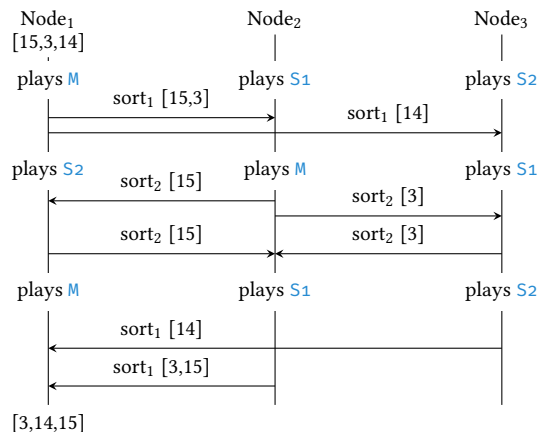 Node₁ Node₂ Node₃
[15,3,14]
plays M plays S1 plays S2
sort₁ [15,3]
sort₁ [14]
plays S2 plays M plays S1
sort₂ [15]
sort₂ [3]
sort₂ [15] sort₂ [3]
plays M plays S1 plays S2
sort₁ [14]
sort₁ [3,15]
[3,14,15]